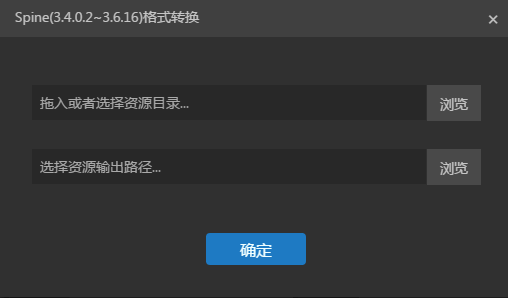 Spine(3.4.0.2~3.6.16)格式转换
拖入或者选择资源目录...
浏览
选择资源输出路径...
浏览
确定